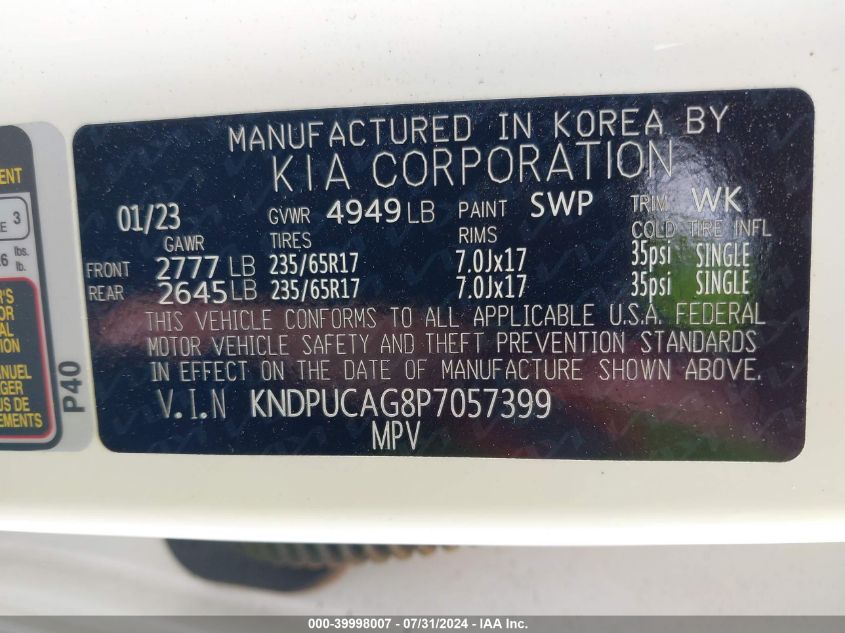 MANUFACTURED IN KOREA BY
KIA CORPORATION
01/23 GVWR 4949LB PAINT SWP TRIM WK
GAWR TIRES RIMS COLD TIRE INFL
FRONT 2777 LB 235/65R17 7.0Jx17 35psi SINGLE
REAR 2645 LB 235/65R17 7.0Jx17 35psi SINGLE
THIS VEHICLE CONFORMS TO ALL APPLICABLE U.S.A. FEDERAL
MOTOR VEHICLE SAFETY AND THEFT PREVENTION STANDARDS
IN EFFECT ON THE DATE OF MANUFACTURE SHOWN ABOVE.
V.I.N KNDPUCAG8P7057399
MPV
3
lbs.
lb.
P40
000-39998007 / 07/31/2024 - IAA Inc.